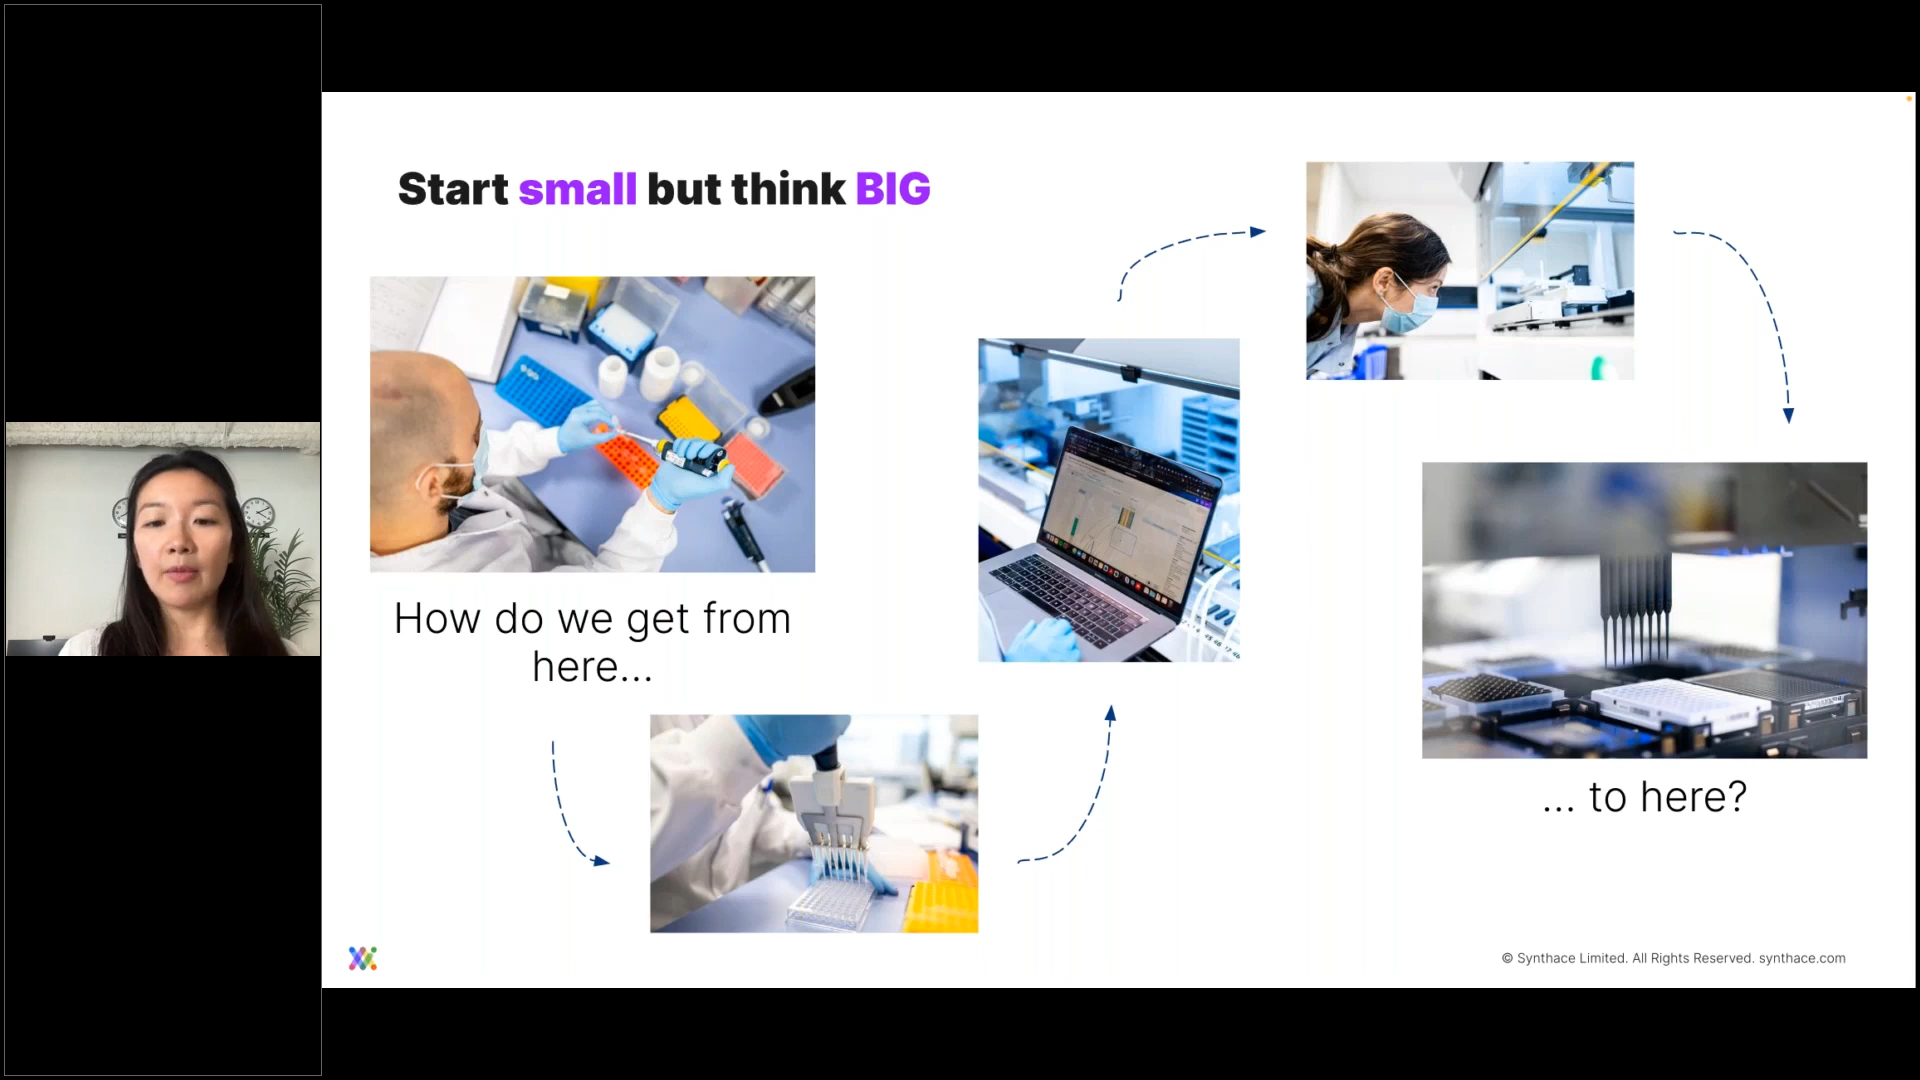 Start small but think BIG
How do we get from
here...
... to here?
© Synthace Limited. All Rights Reserved. synthace.com